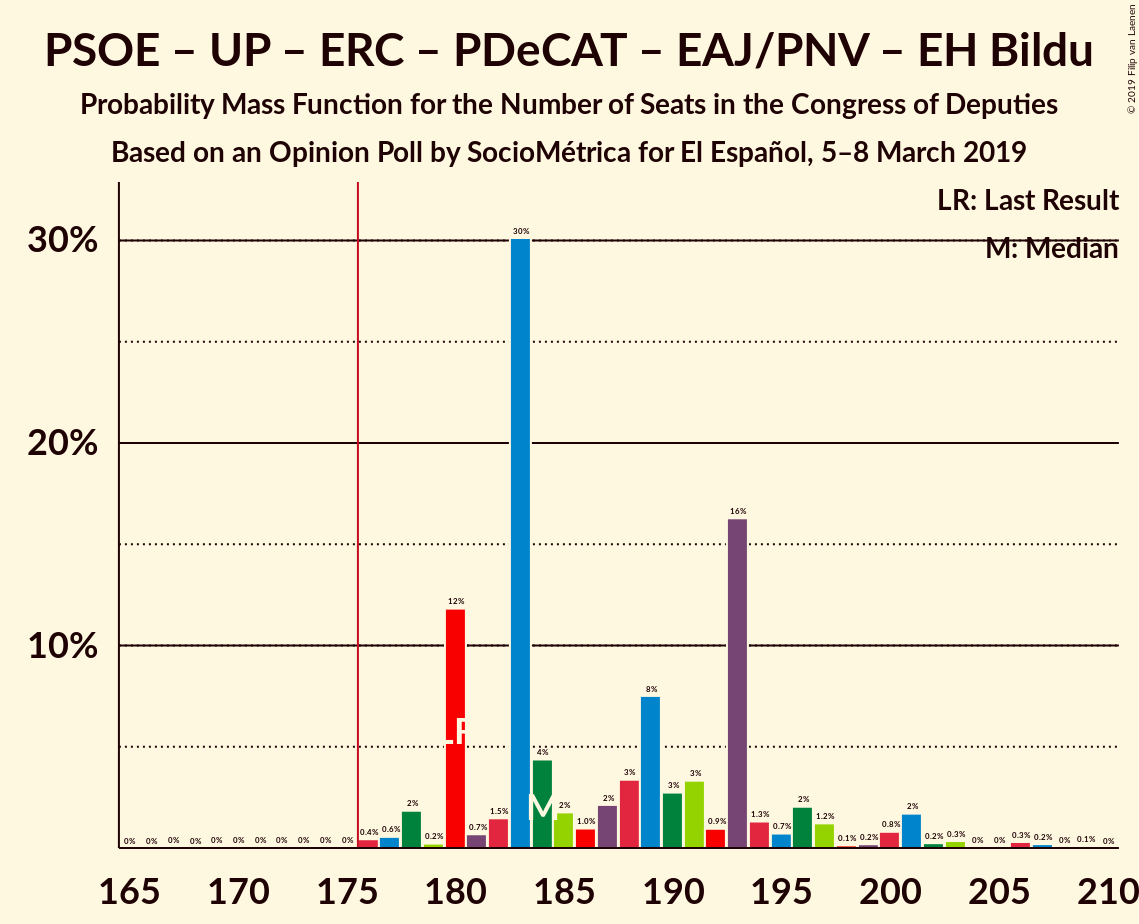 PSOE – UP – ERC – PDeCAT – EAJ/PNV – EH Bildu
Probability Mass Function for the Number of Seats in the Congress of Deputies
Based on an Opinion Poll by SocioMétrica for El Español, 5–8 March 2019
© 2019 Filip van Laenen
LR: Last Result
M: Median
30%
20%
10%
0% 0% 0% 0% 0% 0% 0% 0% 0% 0% 0% 0.4% 0.6% 2% 0.2% 12% 0.7% 1.5% 30% 4% 2% 1.0% 2% 3% 8% 3% 3% 0.9% 16% 1.3% 0.7% 2% 1.2% 0.1% 0.2% 0.8% 2% 0.2% 0.3% 0% 0% 0.3% 0.2% 0% 0.1% 0%
LR
M
165 170 175 180 185 190 195 200 205 210